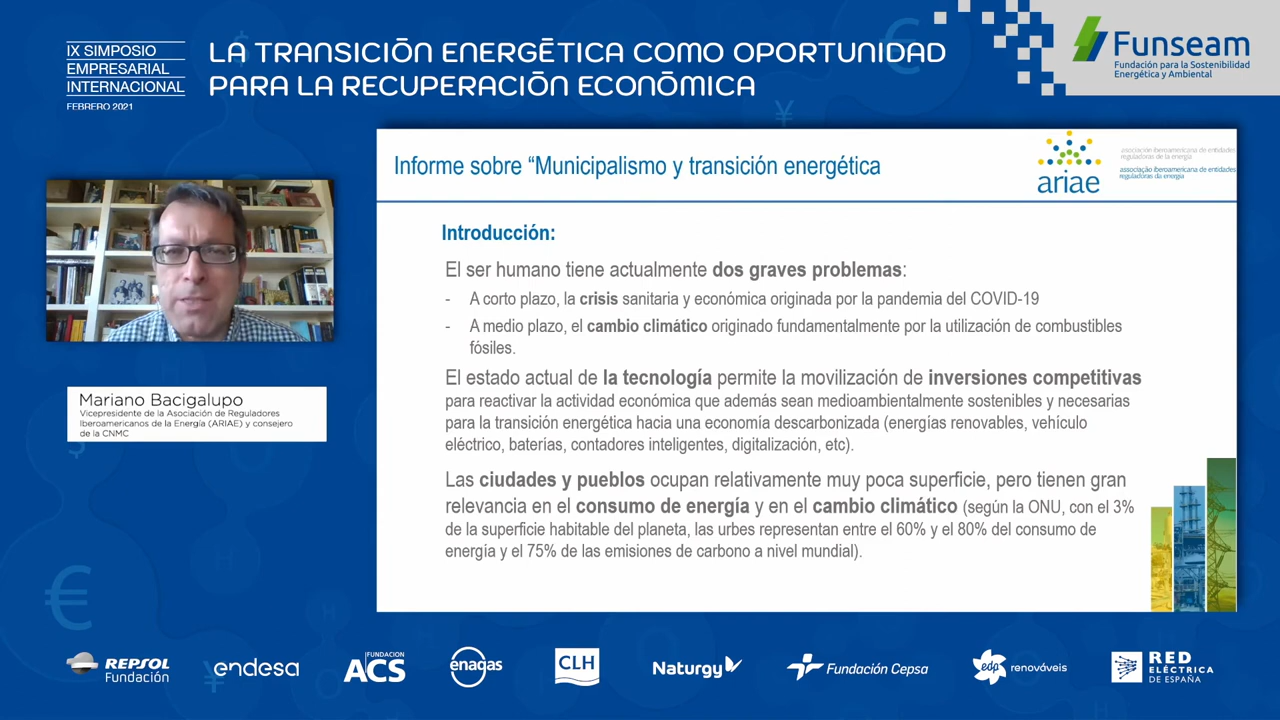 IX SIMPOSIO
EMPRESARIAL
INTERNACIONAL
FEBRERO 2021
LA TRANSICIÓN ENERGÉTICA COMO OPORTUNIDAD
PARA LA RECUPERACIÓN ECONÓMICA
Funseam
Fundación para la Sostenibilidad
Energética y Ambiental
Informe sobre “Municipalismo y transición energética
ariae
asociación iberoamericana de entidades
reguladoras de la energía
associação iberoamericana de entidades
reguladoras da energia
Introducción:
El ser humano tiene actualmente dos graves problemas:
- A corto plazo, la crisis sanitaria y económica originada por la pandemia del COVID-19
- A medio plazo, el cambio climático originado fundamentalmente por la utilización de combustibles
fósiles.
El estado actual de la tecnología permite la movilización de inversiones competitivas
para reactivar la actividad económica que además sean medioambientalmente sostenibles y necesarias
para la transición energética hacia una economía descarbonizada (energías renovables, vehículo
eléctrico, baterías, contadores inteligentes, digitalización, etc).
Las ciudades y pueblos ocupan relativamente muy poca superficie, pero tienen gran
relevancia en el consumo de energía y en el cambio climático (según la ONU, con el 3%
de la superficie habitable del planeta, las urbes representan entre el 60% y el 80% del consumo de
energía y el 75% de las emisiones de carbono a nivel mundial).
Mariano Bacigalupo
Vicepresidente de la Asociación de Reguladores
Iberoamericanos de la Energía (ARIAE) y consejero
de la CNMC
REPSOL
Fundación
endesa
FUNDACION
ACS
enagas
CLH
Naturgy
Fundación Cepsa
edp
renováveis
RED
ELÉCTRICA
DE ESPAÑA